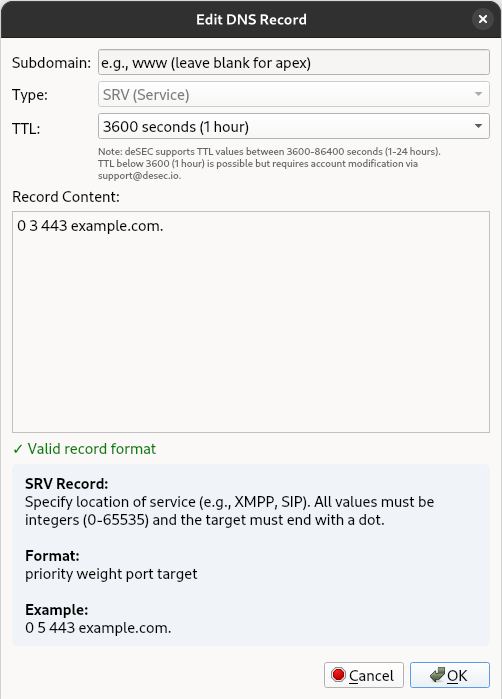 Edit DNS Record
Subdomain: e.g., www (leave blank for apex)
Type: SRV (Service)
TTL: 3600 seconds (1 hour)
Note: deSEC supports TTL values between 3600-86400 seconds (1-24 hours).
TTL below 3600 (1 hour) is possible but requires account modification via
support@desec.io.
Record Content:
0 3 443 example.com.
✓ Valid record format
SRV Record:
Specify location of service (e.g., XMPP, SIP). All values must be
integers (0-65535) and the target must end with a dot.
Format:
priority weight port target
Example:
0 5 443 example.com.
Cancel OK